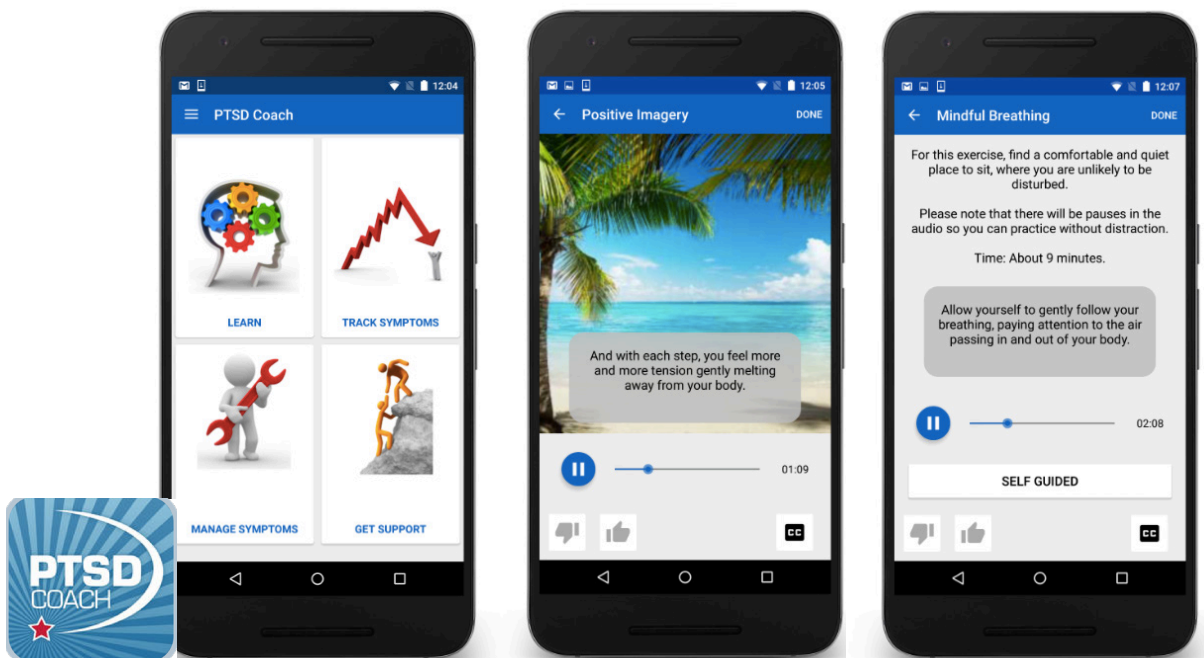 12:04
PTSD Coach
LEARN
TRACK SYMPTOMS
MANAGE SYMPTOMS
GET SUPPORT
PTSD
COACH
12:05
Positive Imagery
DONE
And with each step, you feel more
and more tension gently melting
away from your body.
01:09
CC
12:07
Mindful Breathing
DONE
For this exercise, find a comfortable and quiet
place to sit, where you are unlikely to be
disturbed.
Please note that there will be pauses in the
audio so you can practice without distraction.
Time: About 9 minutes.
Allow yourself to gently follow your
breathing, paying attention to the air
passing in and out of your body.
02:08
SELF GUIDED
CC